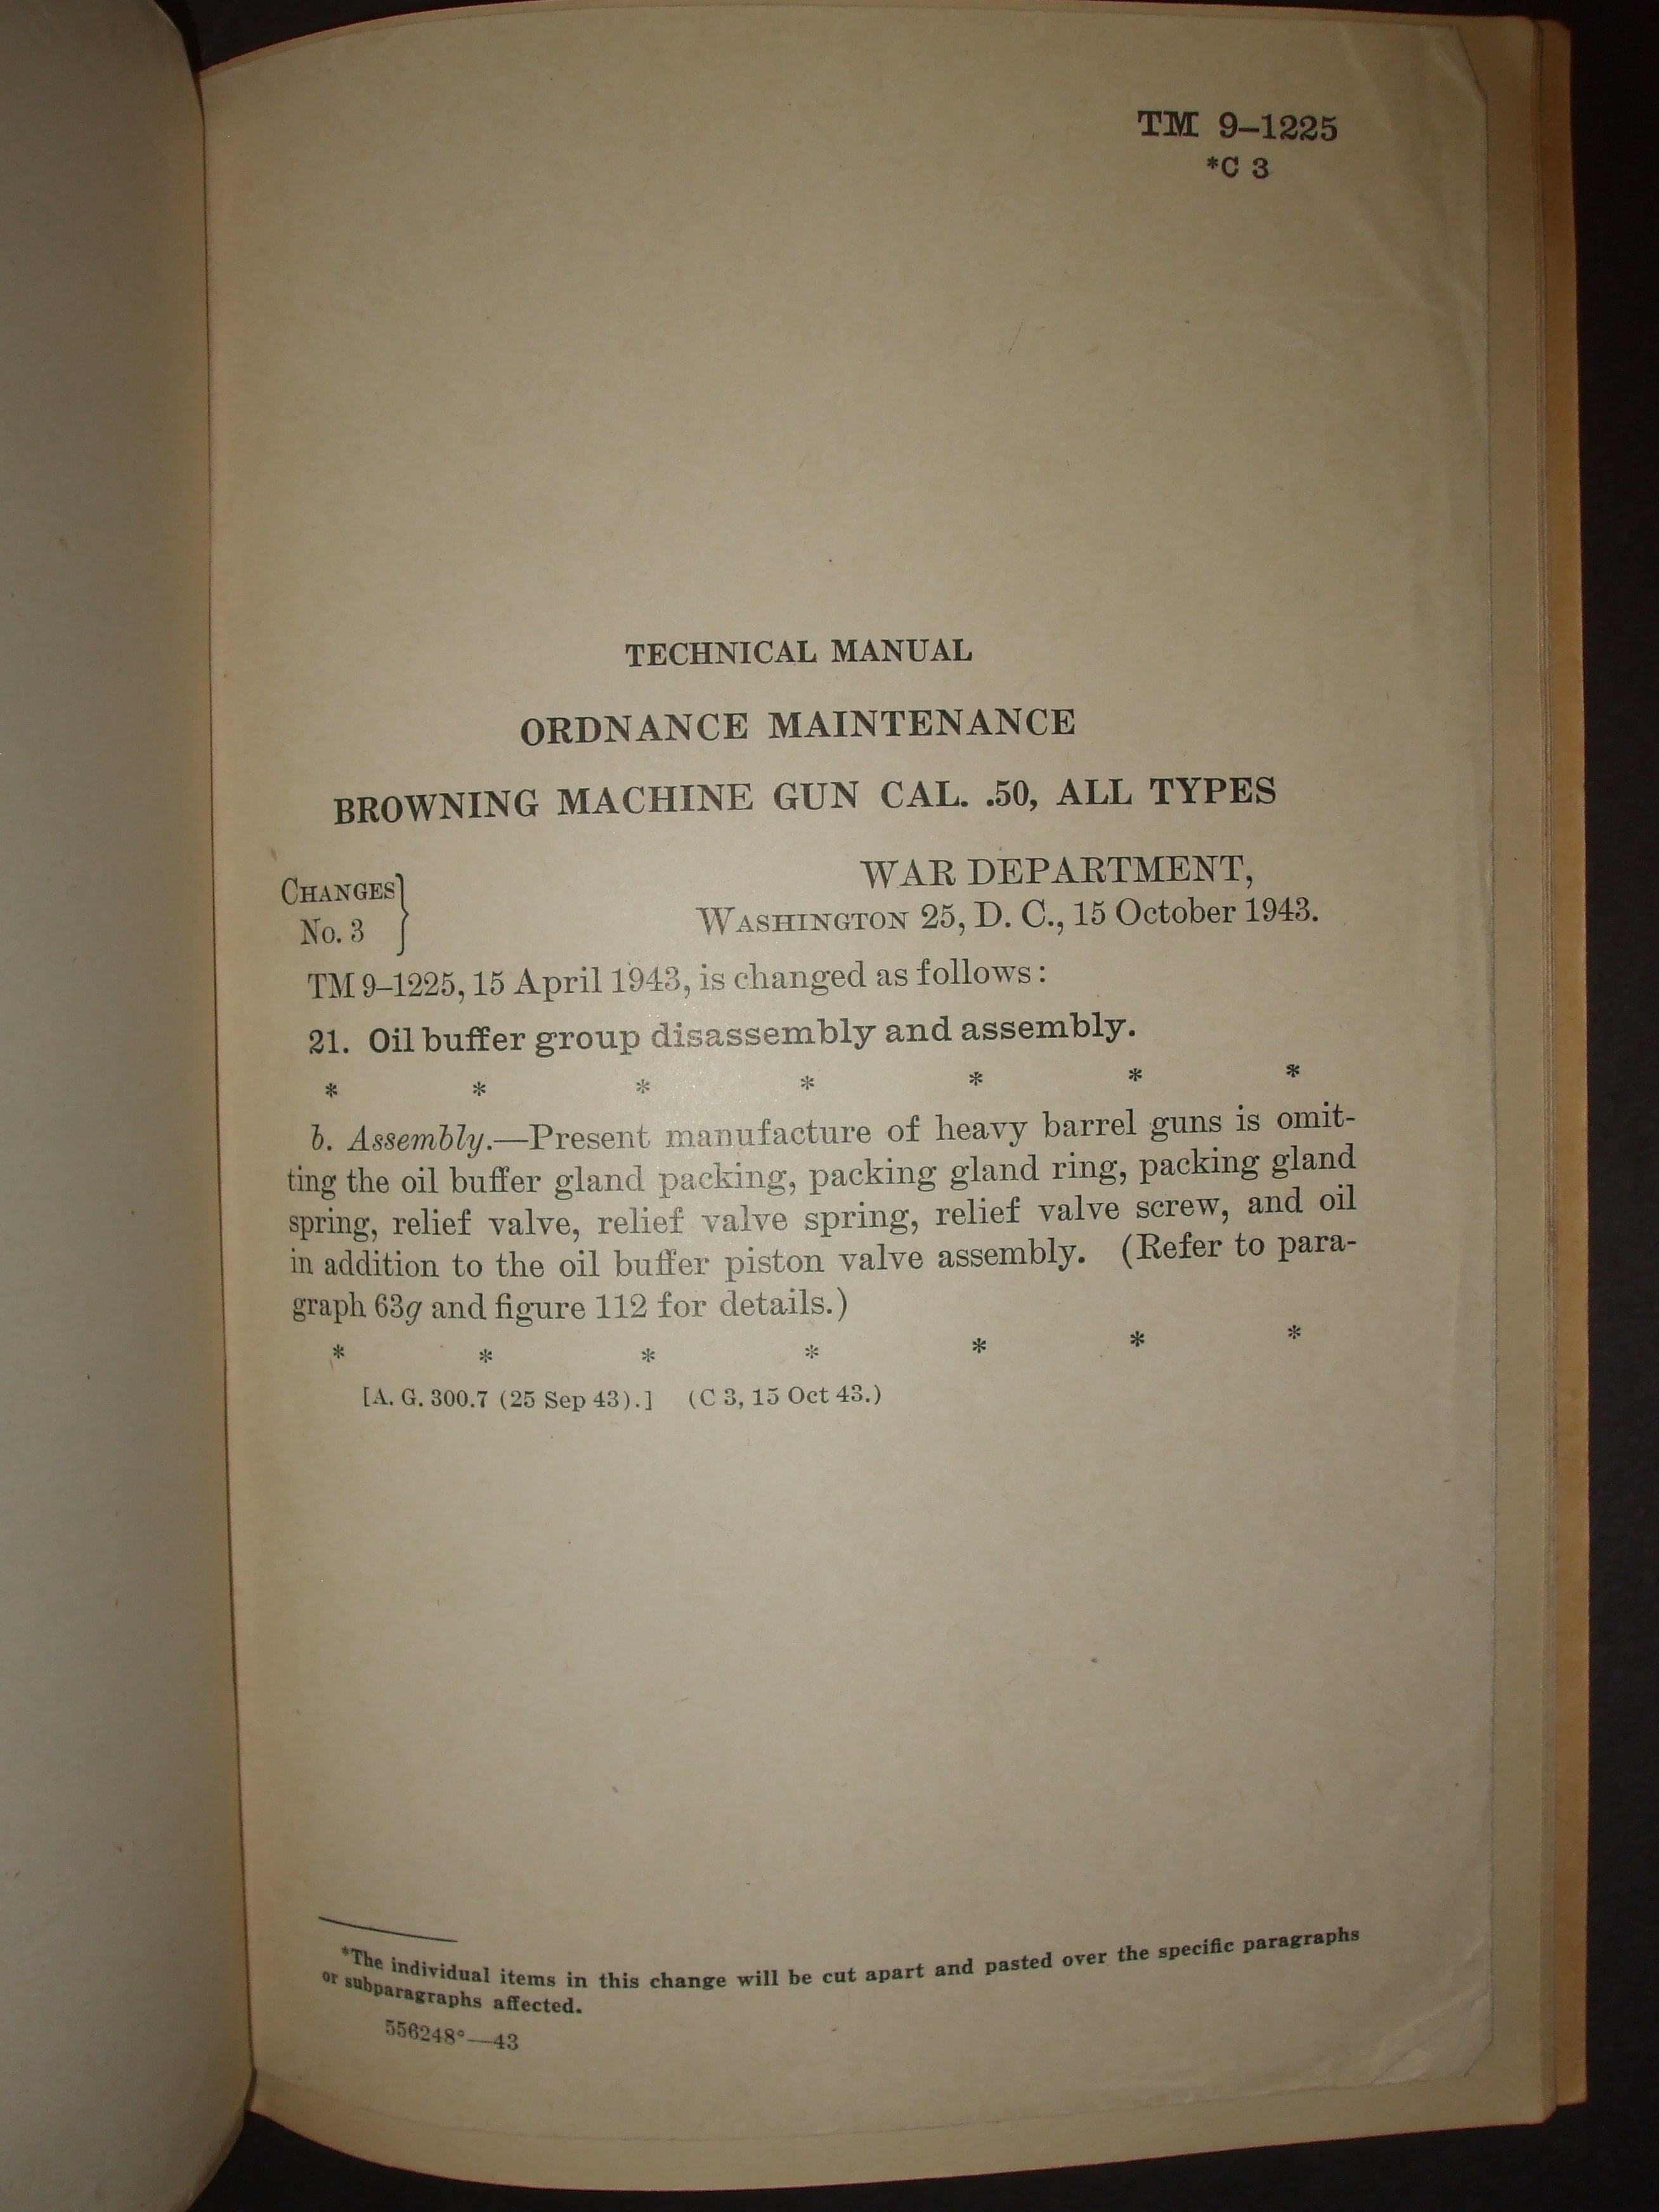 TM 9–1225
*C 3
TECHNICAL MANUAL
ORDNANCE MAINTENANCE
BROWNING MACHINE GUN CAL. .50, ALL TYPES
CHANGES
No. 3
WAR DEPARTMENT,
WASHINGTON 25, D. C., 15 October 1943.
TM 9–1225, 15 April 1943, is changed as follows:
21. Oil buffer group disassembly and assembly.
* * * * * * *
b. Assembly.—Present manufacture of heavy barrel guns is omit-
ting the oil buffer gland packing, packing gland ring, packing gland
spring, relief valve, relief valve spring, relief valve screw, and oil
in addition to the oil buffer piston valve assembly. (Refer to para-
graph 63g and figure 112 for details.)
* * * * * * *
[A. G. 300.7 (25 Sep 43).] (C 3, 15 Oct 43.)
*The individual items in this change will be cut apart and pasted over the specific paragraphs
or subparagraphs affected.
556248°—43